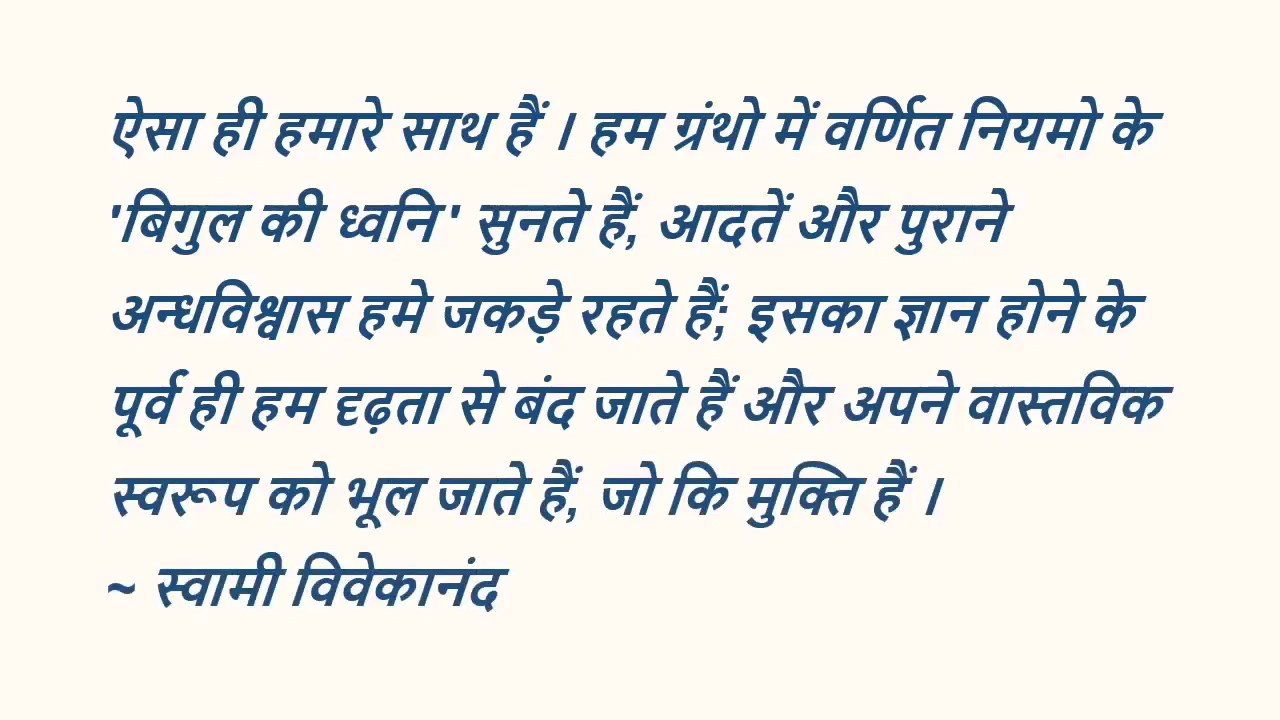 ऐसा ही हमारे साथ हैं । हम ग्रंथो में वर्णित नियमो के
'बिगुल की ध्वनि' सुनते हैं, आदतें और पुराने
अन्धविश्वास हमे जकड़े रहते हैं; इसका ज्ञान होने के
पूर्व ही हम दृढ़ता से बंद जाते हैं और अपने वास्तविक
स्वरूप को भूल जाते हैं, जो कि मुक्ति हैं ।
~ स्वामी विवेकानंद